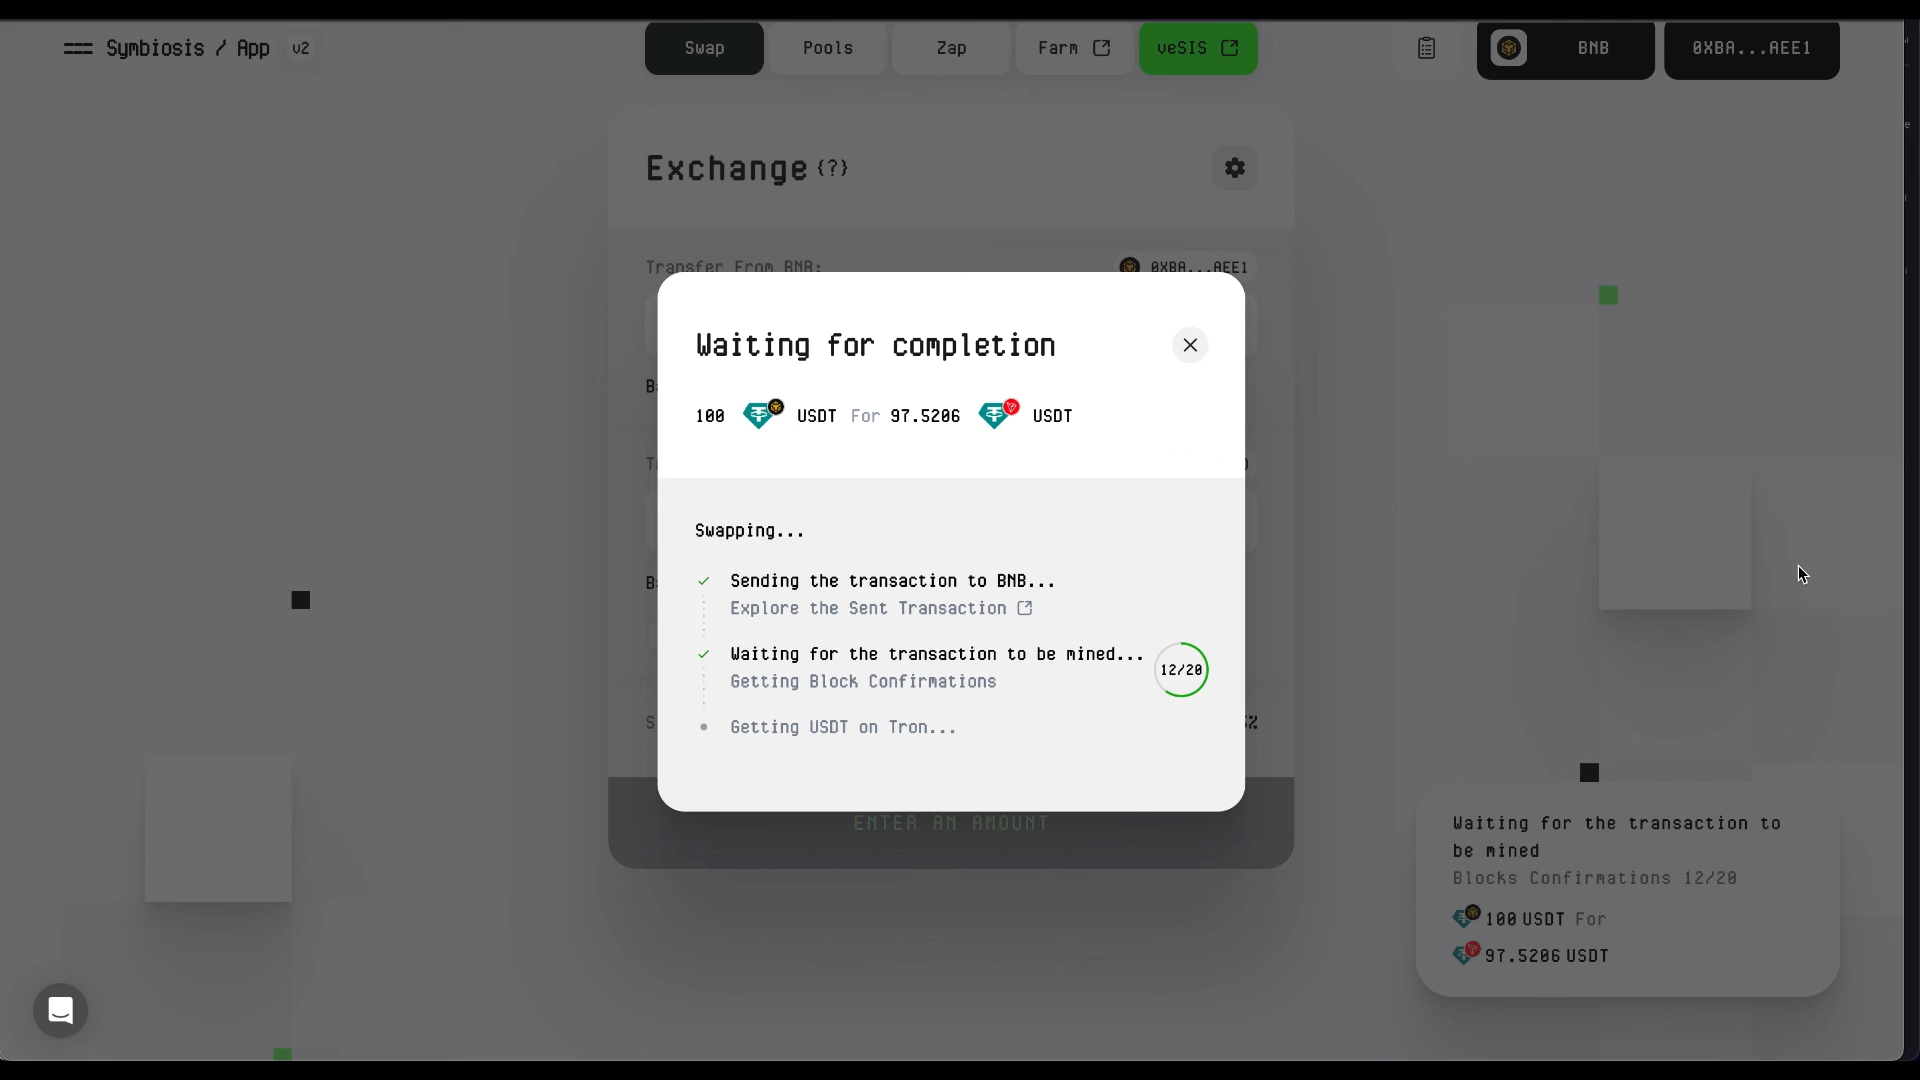 Symbiosis / App v2
Swap
Pools
Zap
Farm
veSIS
BNB
0XBA...AEE1
Exchange {?}
Transfer From BNB:
0XBA...AEE1
Waiting for completion
100 USDT For 97.5206 USDT
Swapping...
Sending the transaction to BNB...
Explore the Sent Transaction
Waiting for the transaction to be mined...
12/20
Getting Block Confirmations
Getting USDT on Tron...
ENTER AN AMOUNT
Waiting for the transaction to
be mined
Blocks Confirmations 12/20
100 USDT For
97.5206 USDT